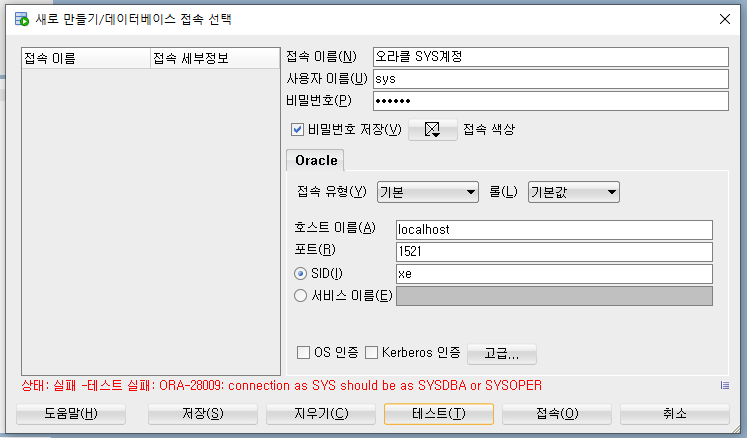 새로 만들기/데이터베이스 접속 선택
접속 이름 접속 세부정보
접속 이름(N) 오라클 SYS계정
사용자 이름(U) sys
비밀번호(P) ••••••
비밀번호 저장(V) 접속 색상
Oracle
접속 유형(Y) 기본 롤(L) 기본값
호스트 이름(A) localhost
포트(R) 1521
SID(I) xe
서비스 이름(E)
OS 인증 Kerberos 인증 고급...
상태: 실패 -테스트 실패: ORA-28009: connection as SYS should be as SYSDBA or SYSOPER
도움말(H) 저장(S) 지우기(C) 테스트(T) 접속(O) 취소